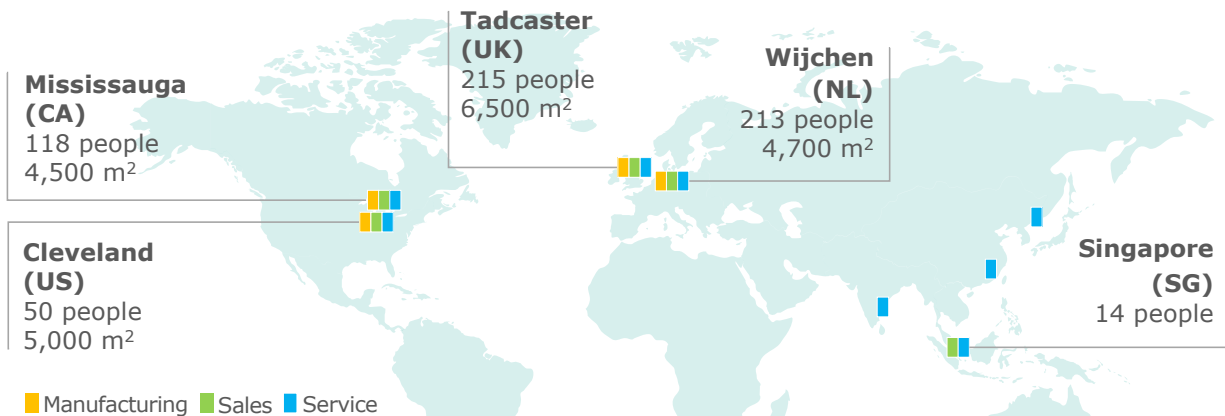 Tadcaster
(UK)
215 people
6,500 m²
Wijchen
(NL)
213 people
4,700 m²
Mississauga
(CA)
118 people
4,500 m²
Cleveland
(US)
50 people
5,000 m²
Singapore
(SG)
14 people
Manufacturing Sales Service